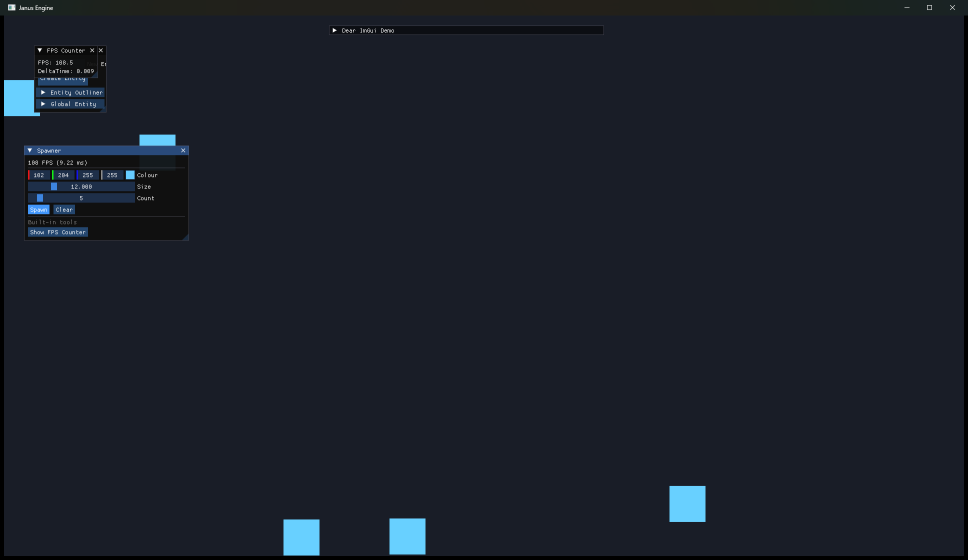 Janus Engine
Dear ImGui Demo
FPS Counter
FPS: 108.5
DeltaTime: 0.009
Create Entity
Entity Outliner
Global Entity
Spawner
108 FPS (9.22 ms)
102 204 255 255 Colour
12.000 Size
5 Count
Spawn Clear
Built-in tools
Show FPS Counter